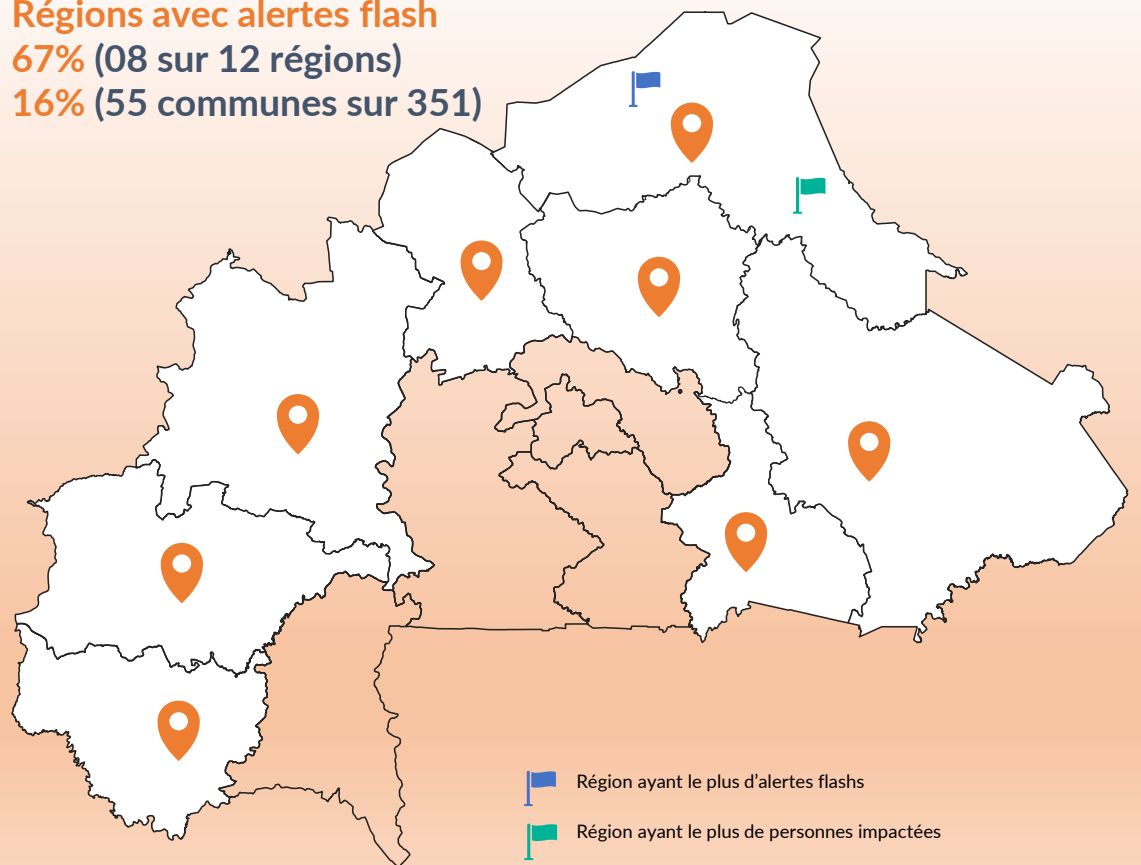 Régions avec alertes flash
67% (08 sur 12 régions)
16% (55 communes sur 351)
Région ayant le plus d’alertes flashs
Région ayant le plus de personnes impactées